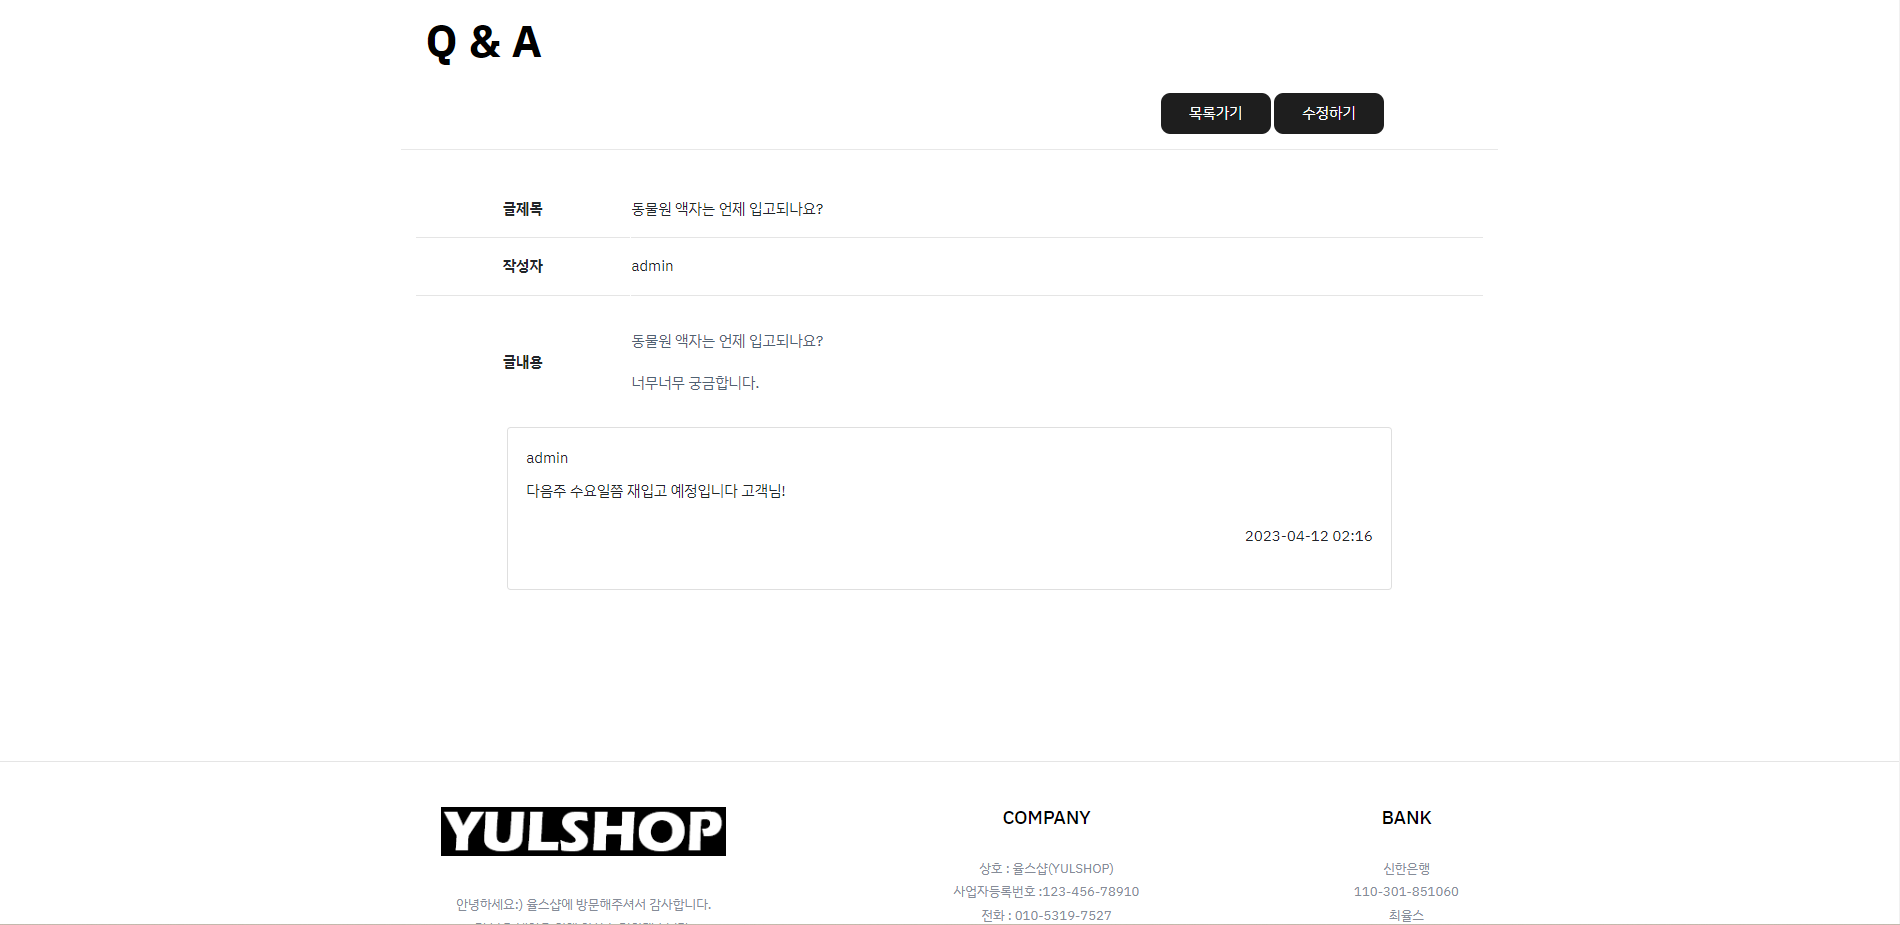 Q & A
목록가기 수정하기
글제목 동물원 액자는 언제 입고되나요?
작성자 admin
글내용
동물원 액자는 언제 입고되나요?
너무너무 궁금합니다.
admin
다음주 수요일쯤 재입고 예정입니다 고객님!
2023-04-12 02:16
YULSHOP
안녕하세요:) 율스샵에 방문해주셔서 감사합니다.
COMPANY
상호 : 율스샵(YULSHOP)
사업자등록번호 :123-456-78910
전화 : 010-5319-7527
BANK
신한은행
110-301-851060
최율스